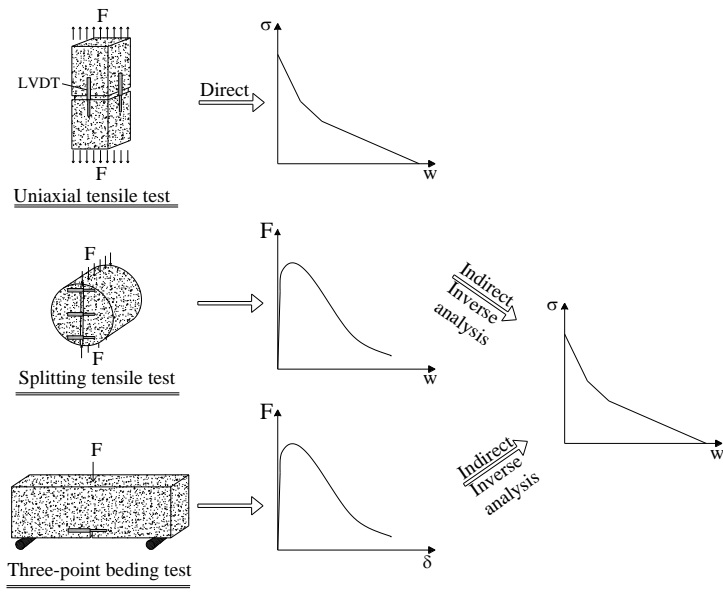 F
LVDT
F
Uniaxial tensile test
Direct
σ
w
F
F
Splitting tensile test
F
w
Indirect
Inverse
analysis
F
Three-point beding test
F
δ
Indirect
Inverse
analysis
σ
w